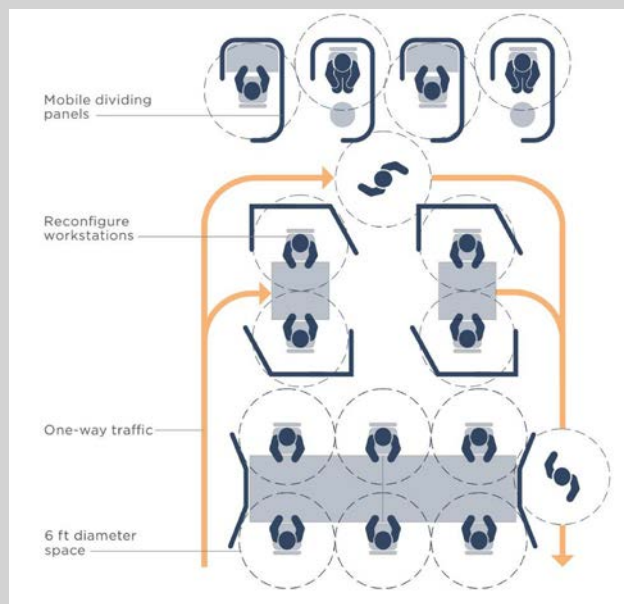 Mobile dividing
panels
Reconfigure
workstations
One-way traffic
6 ft diameter
space